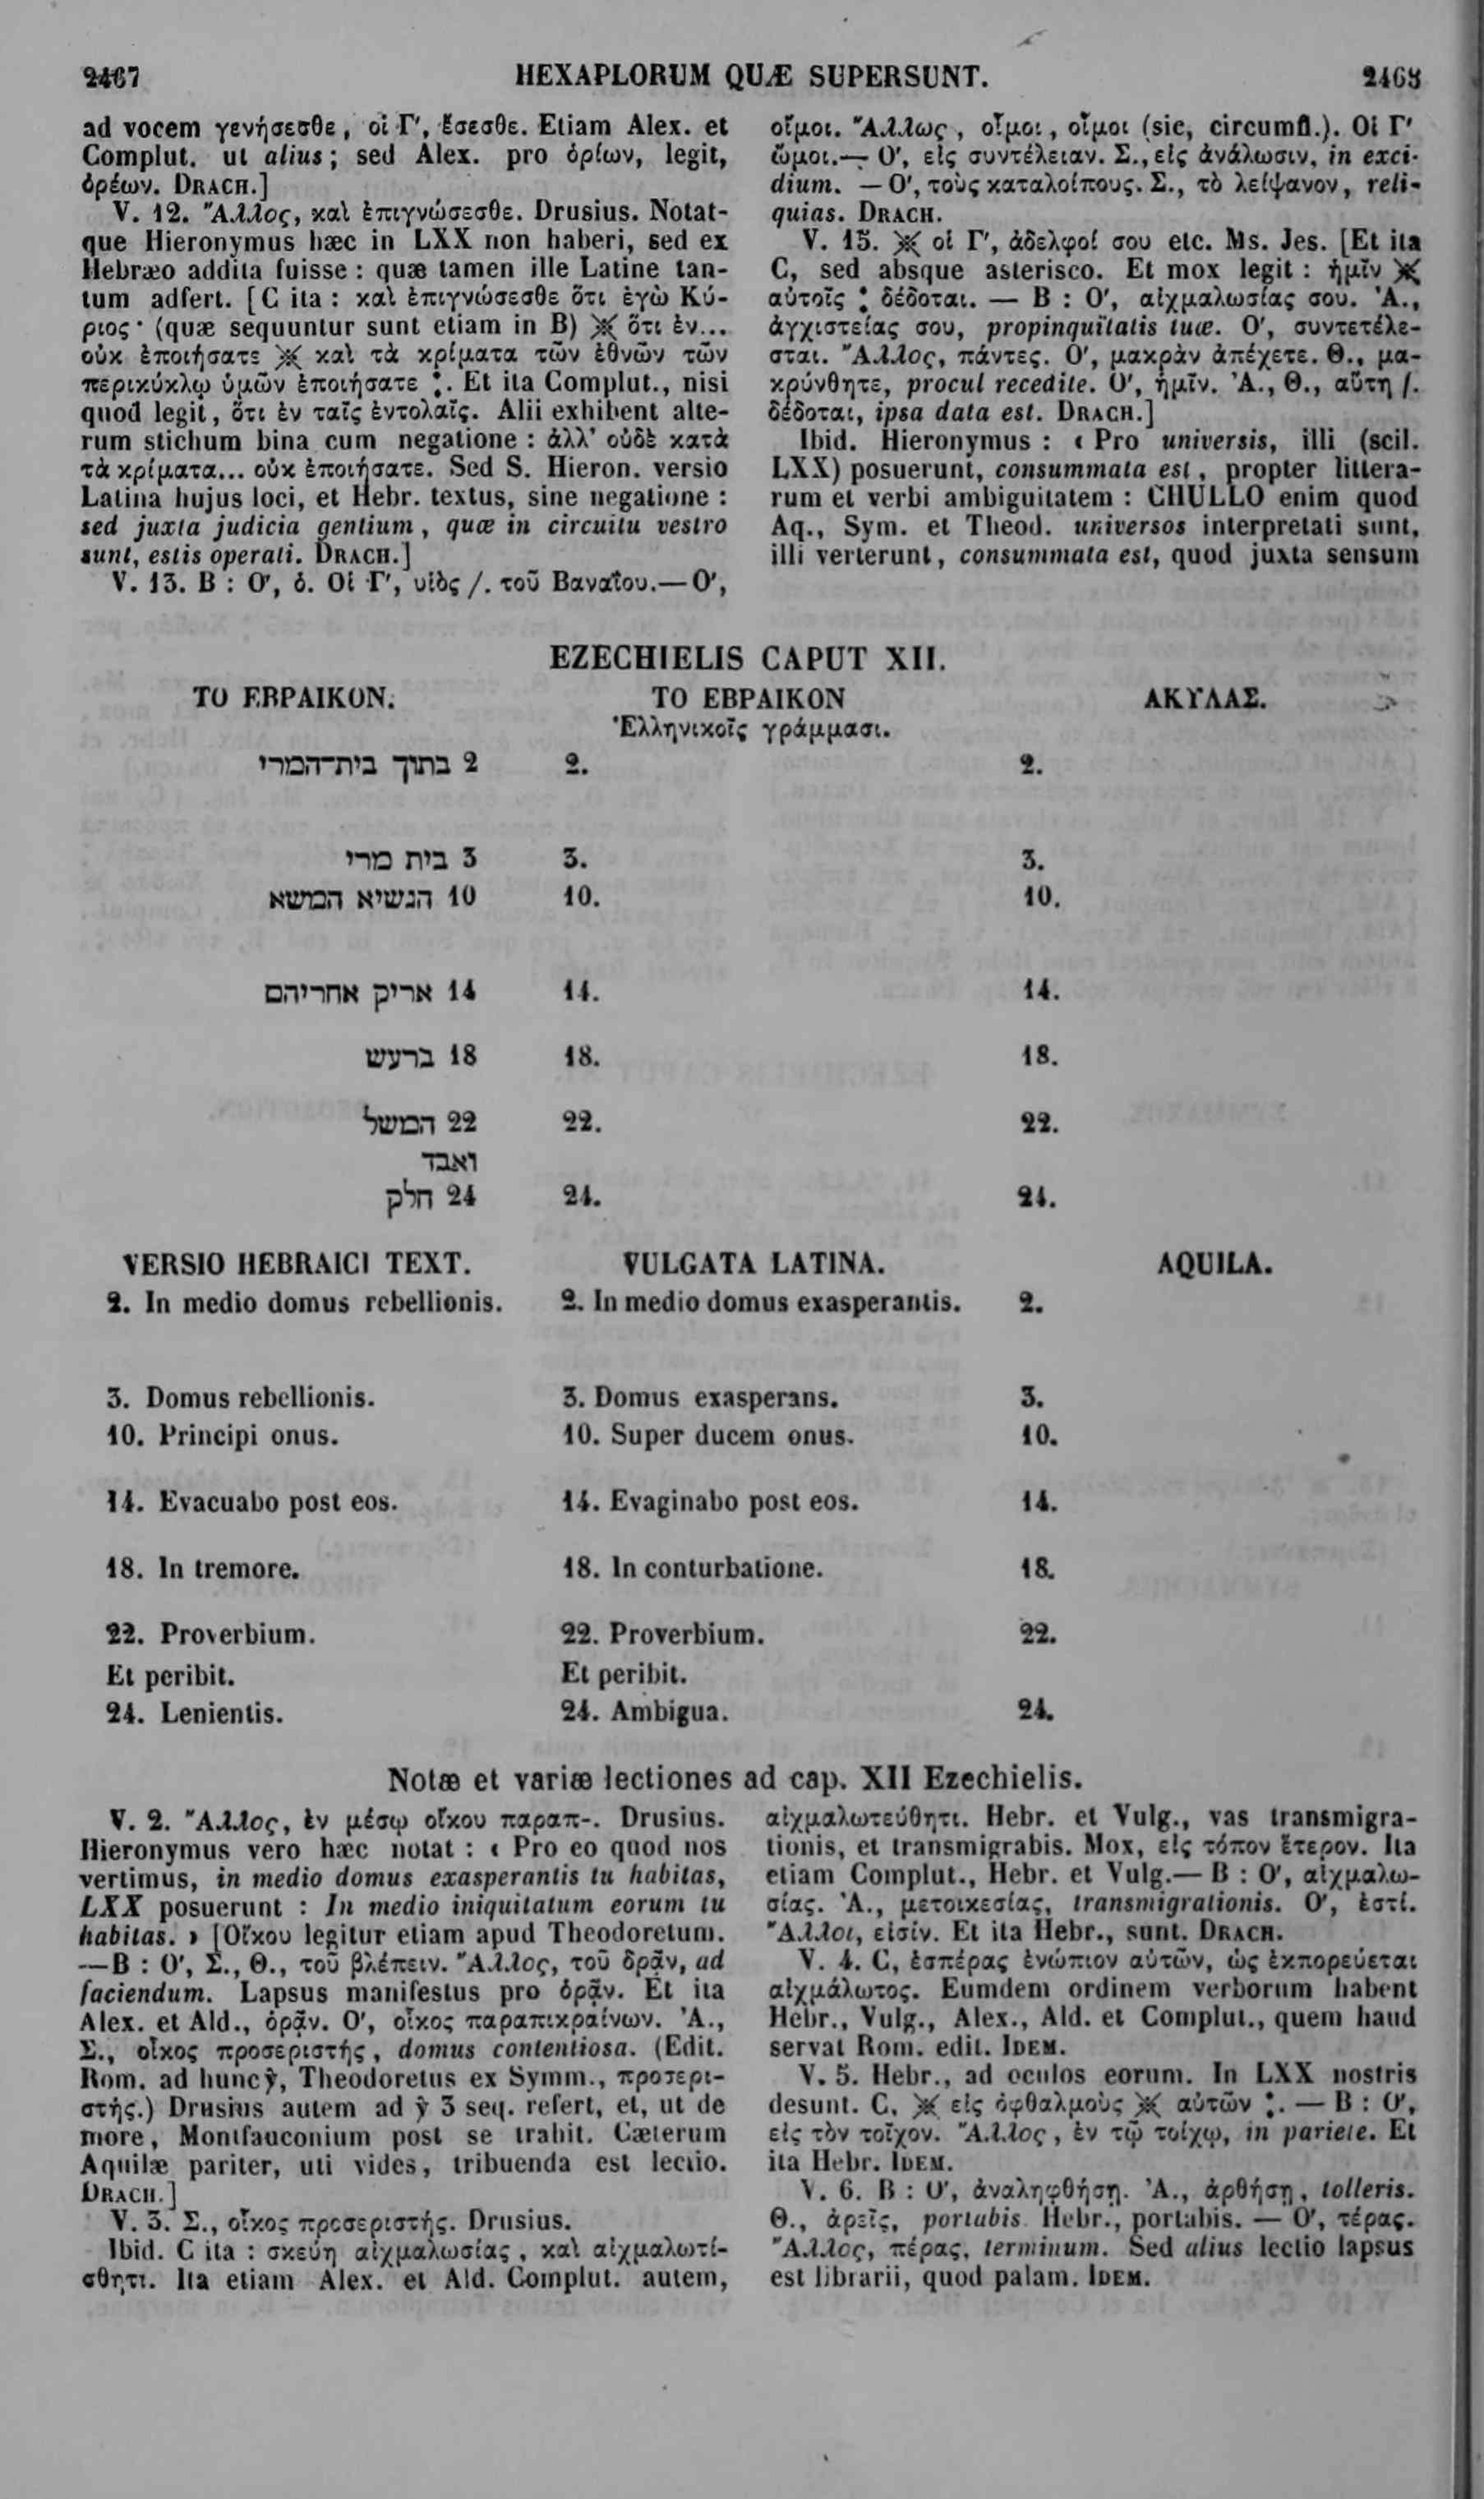 2467 HEXAPLORUM QUÆ SUPERSUNT. 2468
ad vocem γενήσεσθε, οἱ Γ', ἔσεσθε. Etiam Alex. et
Complut. ut alius; sed Alex. pro ὁρίων, legit,
ὀρέων. DRACH.]
V. 12. Ἄλλος, καὶ ἐπιγνώσεσθε. Drusius. Notat-
que Hieronymus hæc in LXX non haberi, sed ex
Hebræo addita fuisse : quæ tamen ille Latine tan-
tum adfert. [C ita : καὶ ἐπιγνώσεσθε ὅτι ἐγὼ Κύ-
ριος· (quæ sequuntur sunt etiam in B) ※ ὅτι ἐν...
οὐκ ἐποιήσατε ※ καὶ τὰ κρίματα τῶν ἐθνῶν τῶν
περικύκλῳ ὑμῶν ἐποιήσατε ⁚. Et ita Complut., nisi
quod legit, ὅτι ἐν ταῖς ἐντολαῖς. Alii exhibent alte-
rum stichum bina cum negatione : ἀλλ' οὐδὲ κατὰ
τὰ κρίματα... οὐκ ἐποιήσατε. Sed S. Hieron. versio
Latina hujus loci, et Hebr. textus, sine negatione :
sed juxta judicia gentium, quæ in circuitu vestro
sunt, estis operati. DRACH.]
V. 13. B : Ο', ὁ. Οἱ Γ', υἱὸς /. τοῦ Βαναίου.— Ο',
οἴμοι. Ἄλλως, οἶμοι, οἶμοι (sic, circumfl.). Οἱ Γ'
ὤμοι.— Ο', εἰς συντέλειαν. Σ., εἰς ἀνάλωσιν, in exci-
dium. — Ο', τοὺς καταλοίπους. Σ., τὸ λείψανον, reli-
quias. DRACH.
V. 15. ※ οἱ Γ', ἀδελφοί σου etc. Ms. Jes. [Et ita
C, sed absque asterisco. Et mox legit : ἡμῖν ※
αὐτοῖς ⁚ δέδοται. — B : Ο', αἰχμαλωσίας σου. Ἀ.,
ἀγχιστείας σου, propinquitatis tuæ. Ο', συντετέλε-
σται. Ἄλλος, πάντες. Ο', μακρὰν ἀπέχετε. Θ., μα-
κρύνθητε, procul recedite. Ο', ἡμῖν. Ἀ., Θ., αὕτη /.
δέδοται, ipsa data est. DRACH.]
Ibid. Hieronymus : « Pro universis, illi (scil.
LXX) posuerunt, consummata est, propter littera-
rum et verbi ambiguitatem : CHULLO enim quod
Aq., Sym. et Theod. universos interpretati sunt,
illi verterunt, consummata est, quod juxta sensum
EZECHIELIS CAPUT XII.
ΤΟ ΕΒΡΑΙΚΟΝ. ΤΟ ΕΒΡΑΙΚΟΝ ΑΚΥΛΑΣ.
Ἑλληνικοῖς γράμμασι.
2 בתוך בית־המרי 2. 2.
3 בית מרי 3. 3.
10 הנשיא המשא 10. 10.
14 אריק אחריהם 14. 14.
18 ברעש 18. 18.
22 המשל 22. 22.
ואבד
24 חלק 24. 24.
VERSIO HEBRAICI TEXT. VULGATA LATINA. AQUILA.
2. In medio domus rebellionis. 2. In medio domus exasperantis. 2.
3. Domus rebellionis. 3. Domus exasperans. 3.
10. Principi onus. 10. Super ducem onus. 10.
14. Evacuabo post eos. 14. Evaginabo post eos. 14.
18. In tremore. 18. In conturbatione. 18.
22. Proverbium. 22. Proverbium. 22.
Et peribit. Et peribit.
24. Lenientis. 24. Ambigua. 24.
Notæ et variæ lectiones ad cap. XII Ezechielis.
V. 2. Ἄλλος, ἐν μέσῳ οἴκου παραπ-. Drusius.
Hieronymus vero hæc notat : « Pro eo quod nos
vertimus, in medio domus exasperantis tu habitas,
LXX posuerunt : In medio iniquitatum eorum tu
habitas. » [Οἴκου legitur etiam apud Theodoretum.
—B : Ο', Σ., Θ., τοῦ βλέπειν. Ἄλλος, τοῦ δρᾷν, ad
faciendum. Lapsus manifestus pro ὁρᾷν. Et ita
Alex. et Ald., ὁρᾷν. Ο', οἶκος παραπικραίνων. Ἀ.,
Σ., οἶκος προσεριστής, domus contentiosa. (Edit.
Rom. ad hunc ℣, Theodoretus ex Symm., προσερι-
στής.) Drusius autem ad ℣ 3 seq. refert, et, ut de
more, Montfauconium post se trahit. Cæterum
Aquilæ pariter, uti vides, tribuenda est lectio.
DRACH.]
V. 3. Σ., οἶκος προσεριστής. Drusius.
Ibid. C ita : σκεύη αἰχμαλωσίας, καὶ αἰχμαλωτί-
σθητι. Ita etiam Alex. et Ald. Complut. autem,
αἰχμαλωτεύθητι. Hebr. et Vulg., vas transmigra-
tionis, et transmigrabis. Mox, εἰς τόπον ἕτερον. Ita
etiam Complut., Hebr. et Vulg.— B : Ο', αἰχμαλω-
σίας. Ἀ., μετοικεσίας, transmigrationis. Ο', ἐστί.
Ἄλλοι, εἰσίν. Et ita Hebr., sunt. DRACH.
V. 4. C, ἑσπέρας ἐνώπιον αὐτῶν, ὡς ἐκπορεύεται
αἰχμάλωτος. Eumdem ordinem verborum habent
Hebr., Vulg., Alex., Ald. et Complut., quem haud
servat Rom. edit. IDEM.
V. 5. Hebr., ad oculos eorum. In LXX nostris
desunt. C, ※ εἰς ὀφθαλμοὺς ※ αὐτῶν ⁚. — B : Ο',
εἰς τὸν τοῖχον. Ἄλλος, ἐν τῷ τοίχῳ, in pariete. Et
ita Hebr. IDEM.
V. 6. B : Ο', ἀναληφθήσῃ. Ἀ., ἀρθήσῃ, tolleris.
Θ., ἀρεῖς, portabis. Hebr., portabis. — Ο', τέρας.
Ἄλλος, πέρας, terminum. Sed alius lectio lapsus
est librarii, quod palam. IDEM.